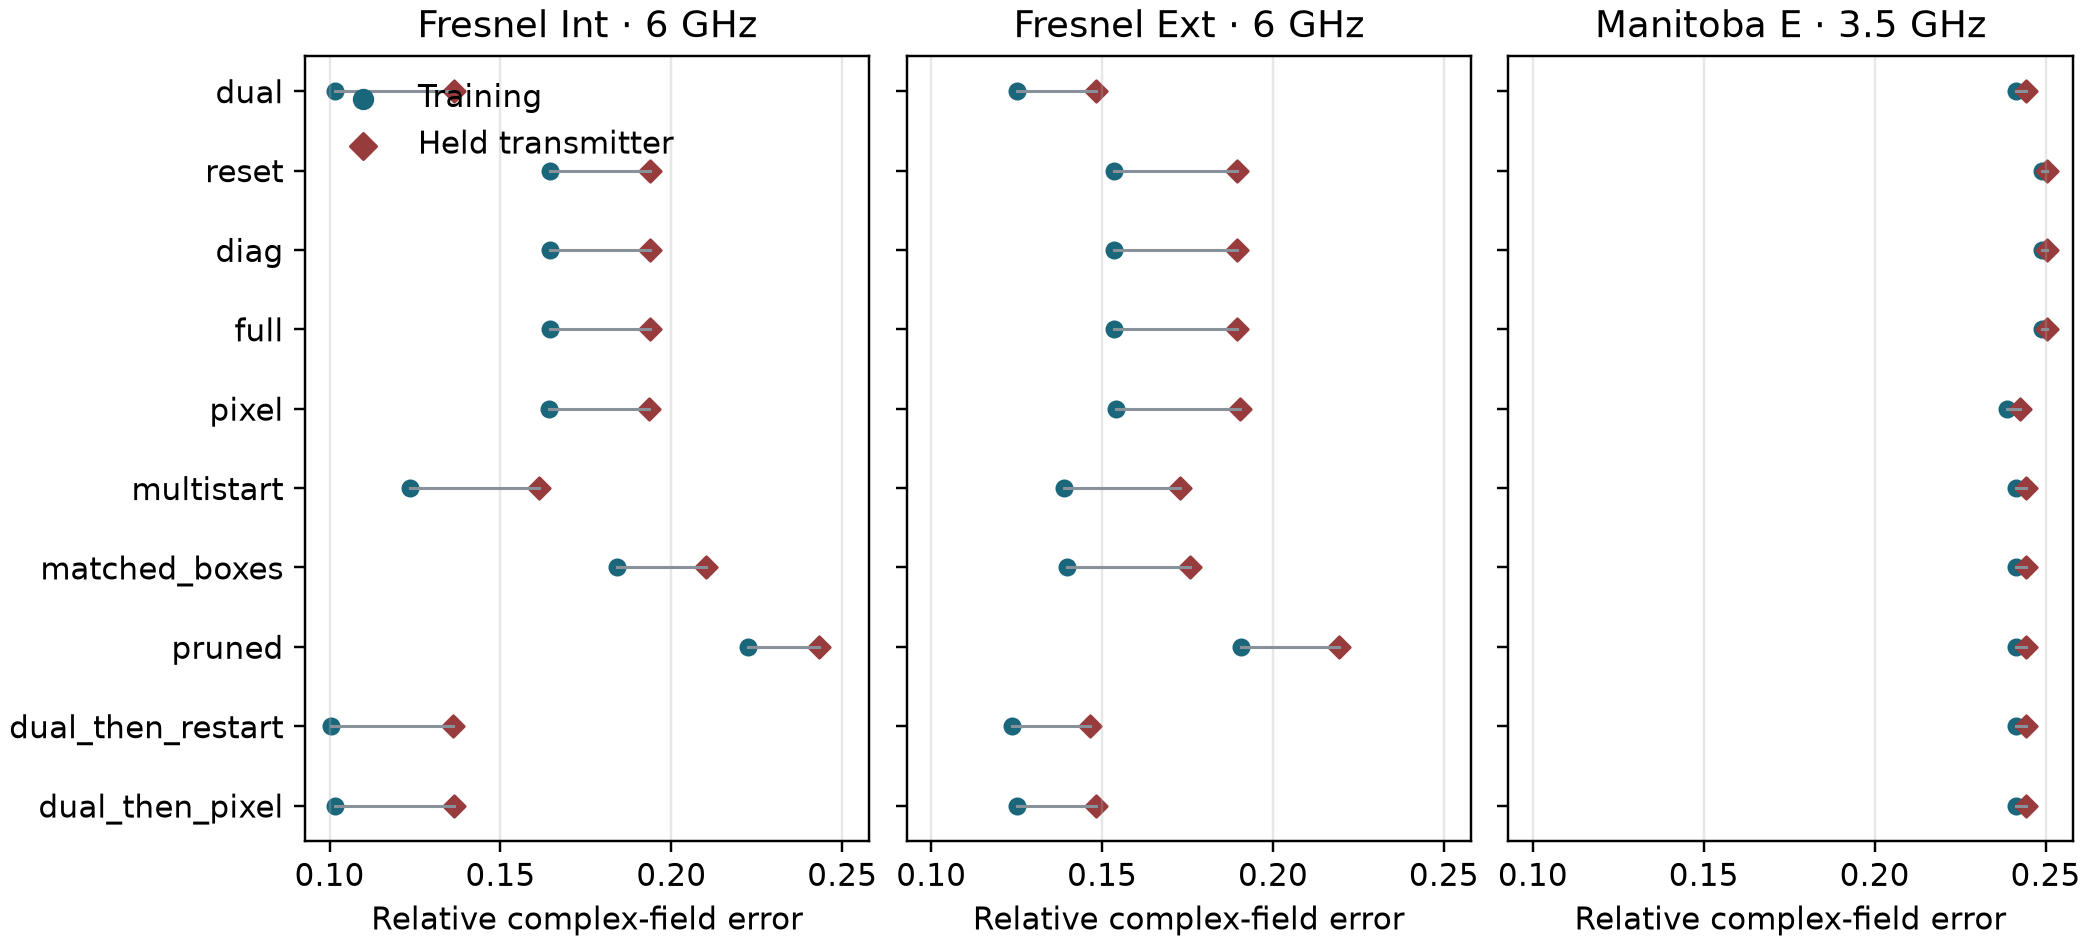 Fresnel Int · 6 GHz
Fresnel Ext · 6 GHz
Manitoba E · 3.5 GHz
dual
reset
diag
full
pixel
multistart
matched_boxes
pruned
dual_then_restart
dual_then_pixel
Training
Held transmitter
0.10 0.15 0.20 0.25
0.10 0.15 0.20 0.25
0.10 0.15 0.20 0.25
Relative complex-field error
Relative complex-field error
Relative complex-field error